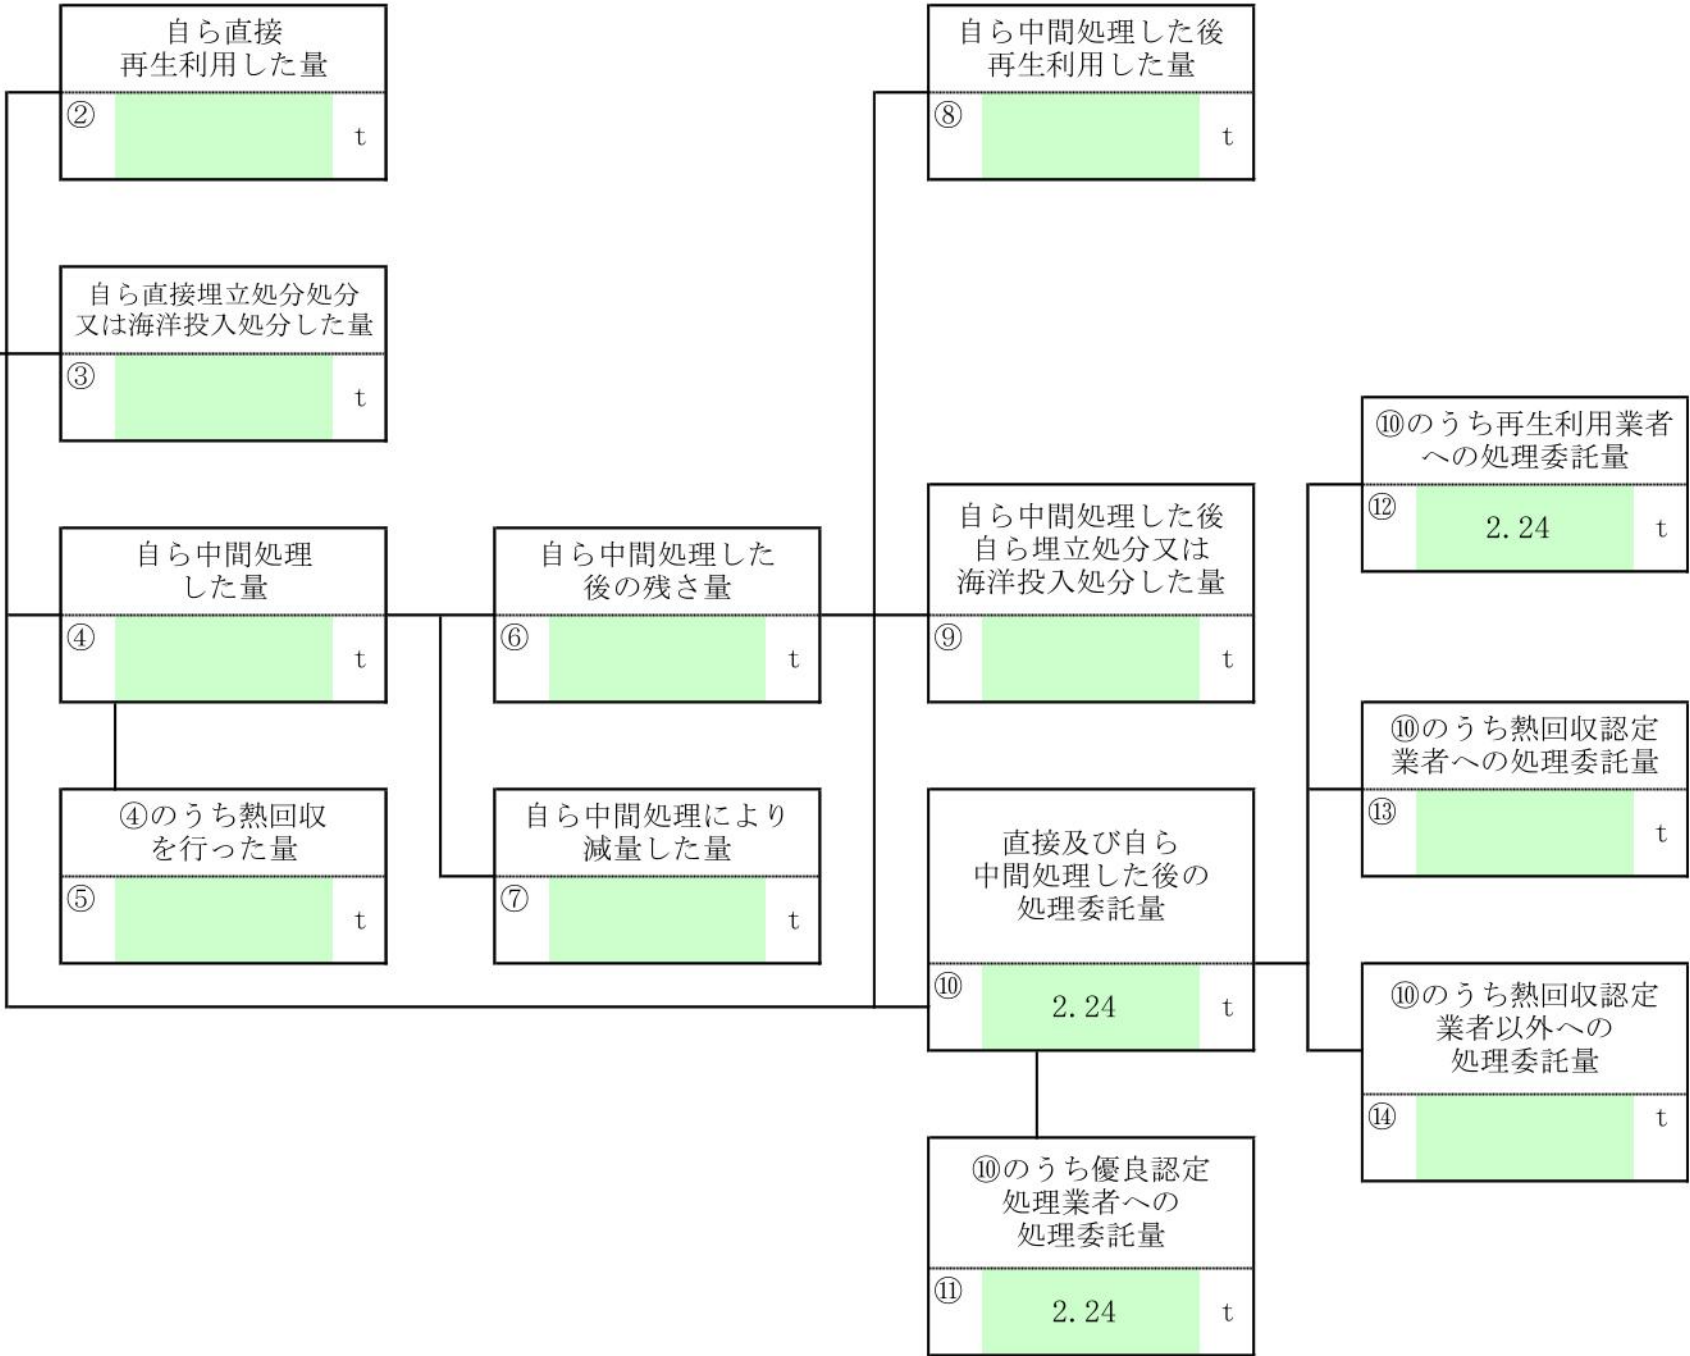 自ら直接
再生利用した量
② t
自ら中間処理した後
再生利用した量
⑧ t
自ら直接埋立処分処分
又は海洋投入処分した量
③ t
⑩のうち再生利用業者
への処理委託量
⑫ 2.24 t
自ら中間処理
した量
④ t
自ら中間処理した
後の残さ量
⑥ t
自ら中間処理した後
自ら埋立処分又は
海洋投入処分した量
⑨ t
⑩のうち熱回収認定
業者への処理委託量
⑬ t
④のうち熱回収
を行った量
⑤ t
自ら中間処理により
減量した量
⑦ t
直接及び自ら
中間処理した後の
処理委託量
⑩ 2.24 t
⑩のうち熱回収認定
業者以外への
処理委託量
⑭ t
⑩のうち優良認定
処理業者への
処理委託量
⑪ 2.24 t